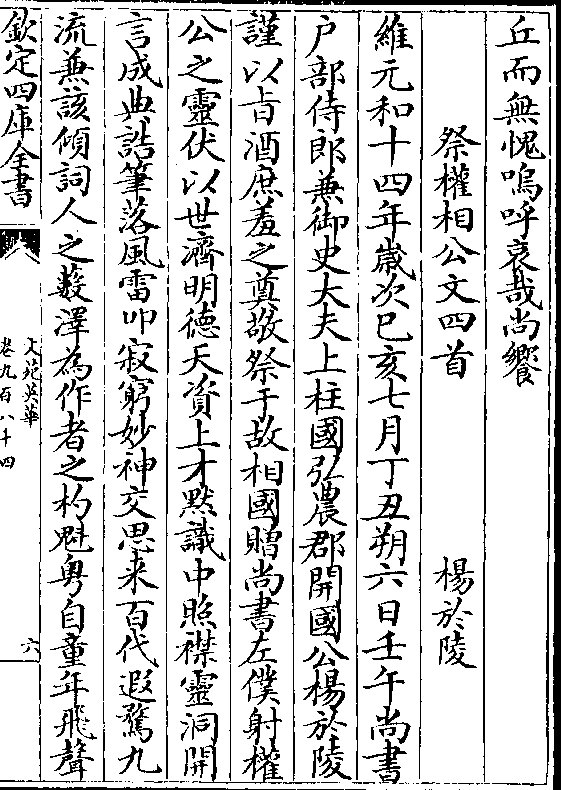 丘而無愧嗚呼哀哉尚饗
祭權相公文四首 楊於陵
維元和十四年歲次己亥七月丁丑朔六日壬午尚書
户部侍郎兼御史大夫上柱國弘農郡開國公楊於陵
謹以旨酒庶羞之奠敬祭于故相國贈尚書左僕射權
公之靈伏以世濟明德天資上才默識中照襟靈洞開
言成典誥筆落風雷叩寂窮妙神交思来百代遐騖九
流兼該傾詞人之藪澤為作者之杓魁粤自童年飛聲
欽定四庫全書
文苑英華
卷九百八十四
六